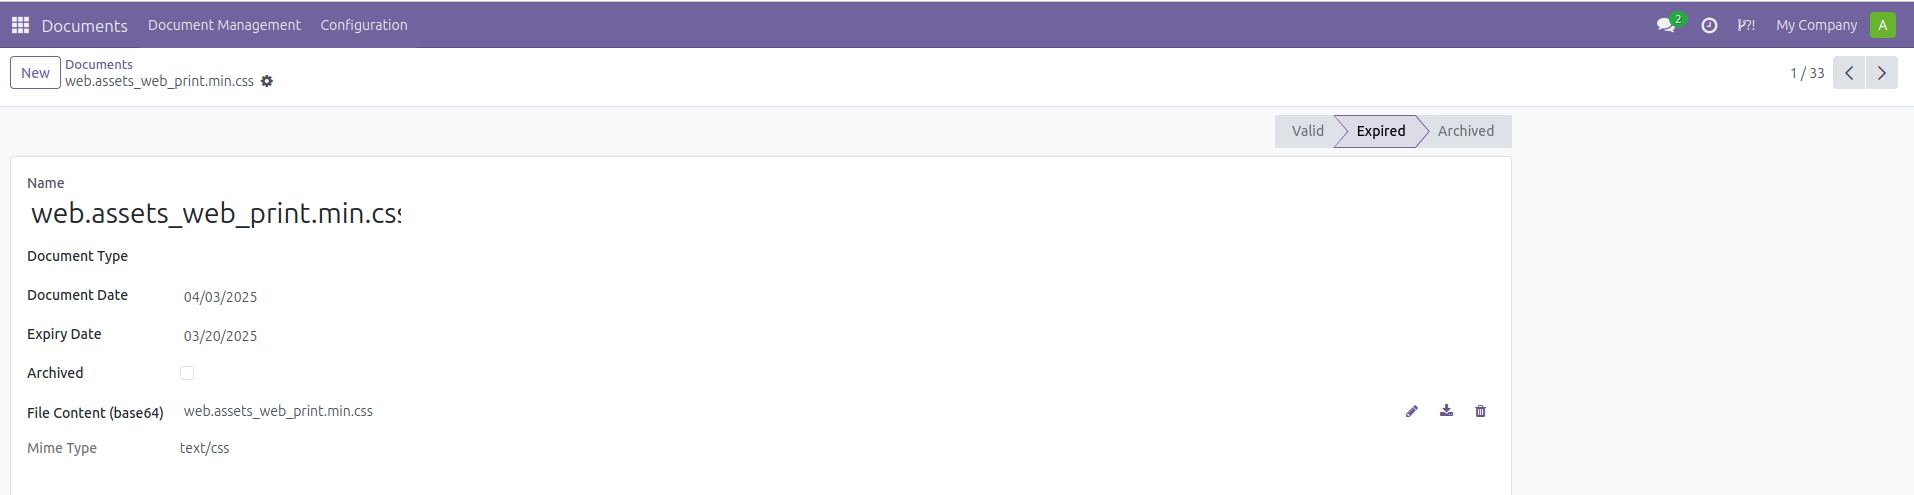 Documents Document Management Configuration 2 ?! My Company A
New Documents
web.assets_web_print.min.css 1 / 33
Valid Expired Archived
Name
web.assets_web_print.min.css
Document Type
Document Date 04/03/2025
Expiry Date 03/20/2025
Archived
File Content (base64) web.assets_web_print.min.css
Mime Type text/css